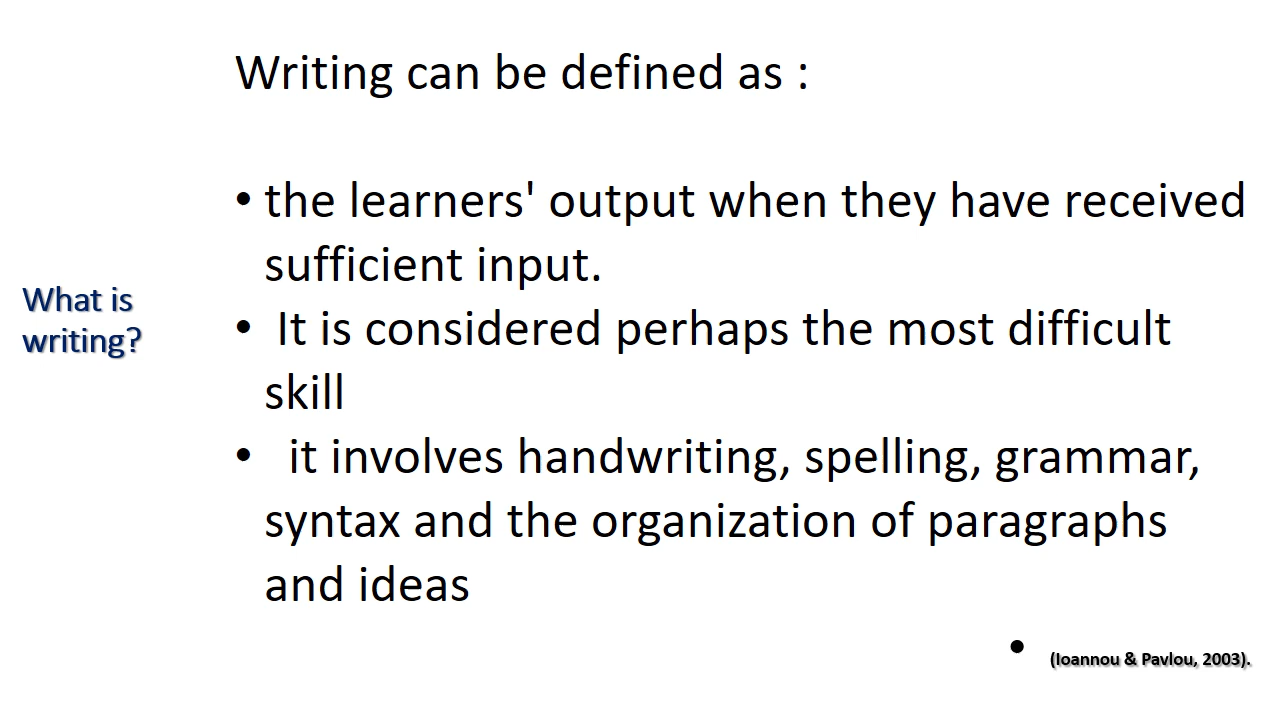 What is
writing?
Writing can be defined as :
• the learners' output when they have received
sufficient input.
• It is considered perhaps the most difficult
skill
• it involves handwriting, spelling, grammar,
syntax and the organization of paragraphs
and ideas
• (Ioannou & Pavlou, 2003).